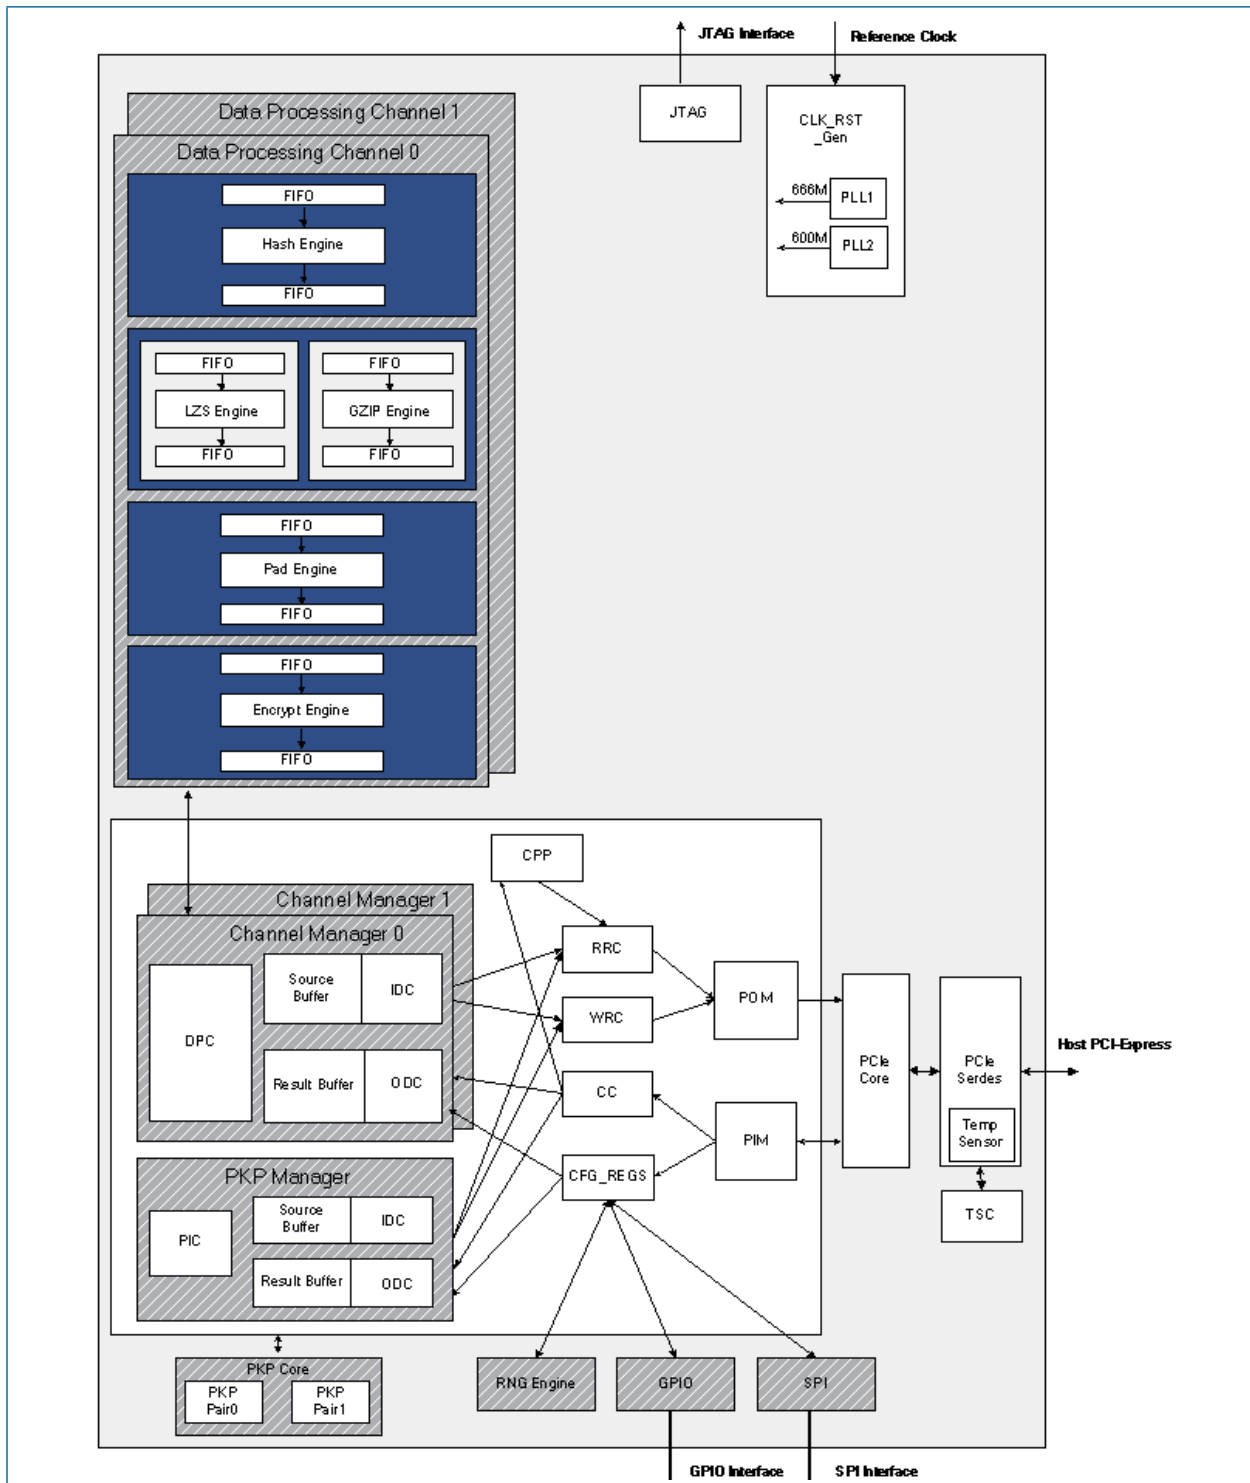 JTAG Interface
Reference Clock
JTAG
CLK_RST
_Gen
666M
PLL1
600M
PLL2
Data Processing Channel 1
Data Processing Channel 0
FIFO
Hash Engine
FIFO
FIFO
LZS Engine
FIFO
FIFO
GZIP Engine
FIFO
FIFO
Pad Engine
FIFO
FIFO
Encrypt Engine
FIFO
Channel Manager 1
Channel Manager 0
DPC
Source
Buffer
IDC
Result Buffer
ODC
PKP Manager
PIC
Source
Buffer
IDC
Result Buffer
ODC
CPP
RRC
WRC
CC
CFG_REGS
POM
PIM
PCIe
Core
PCIe
Serdes
Temp
Sensor
TSC
Host PCI-Express
PKP Core
PKP
Pair0
PKP
Pair1
RNG Engine
GPIO
SPI
GPIO Interface
SPI Interface